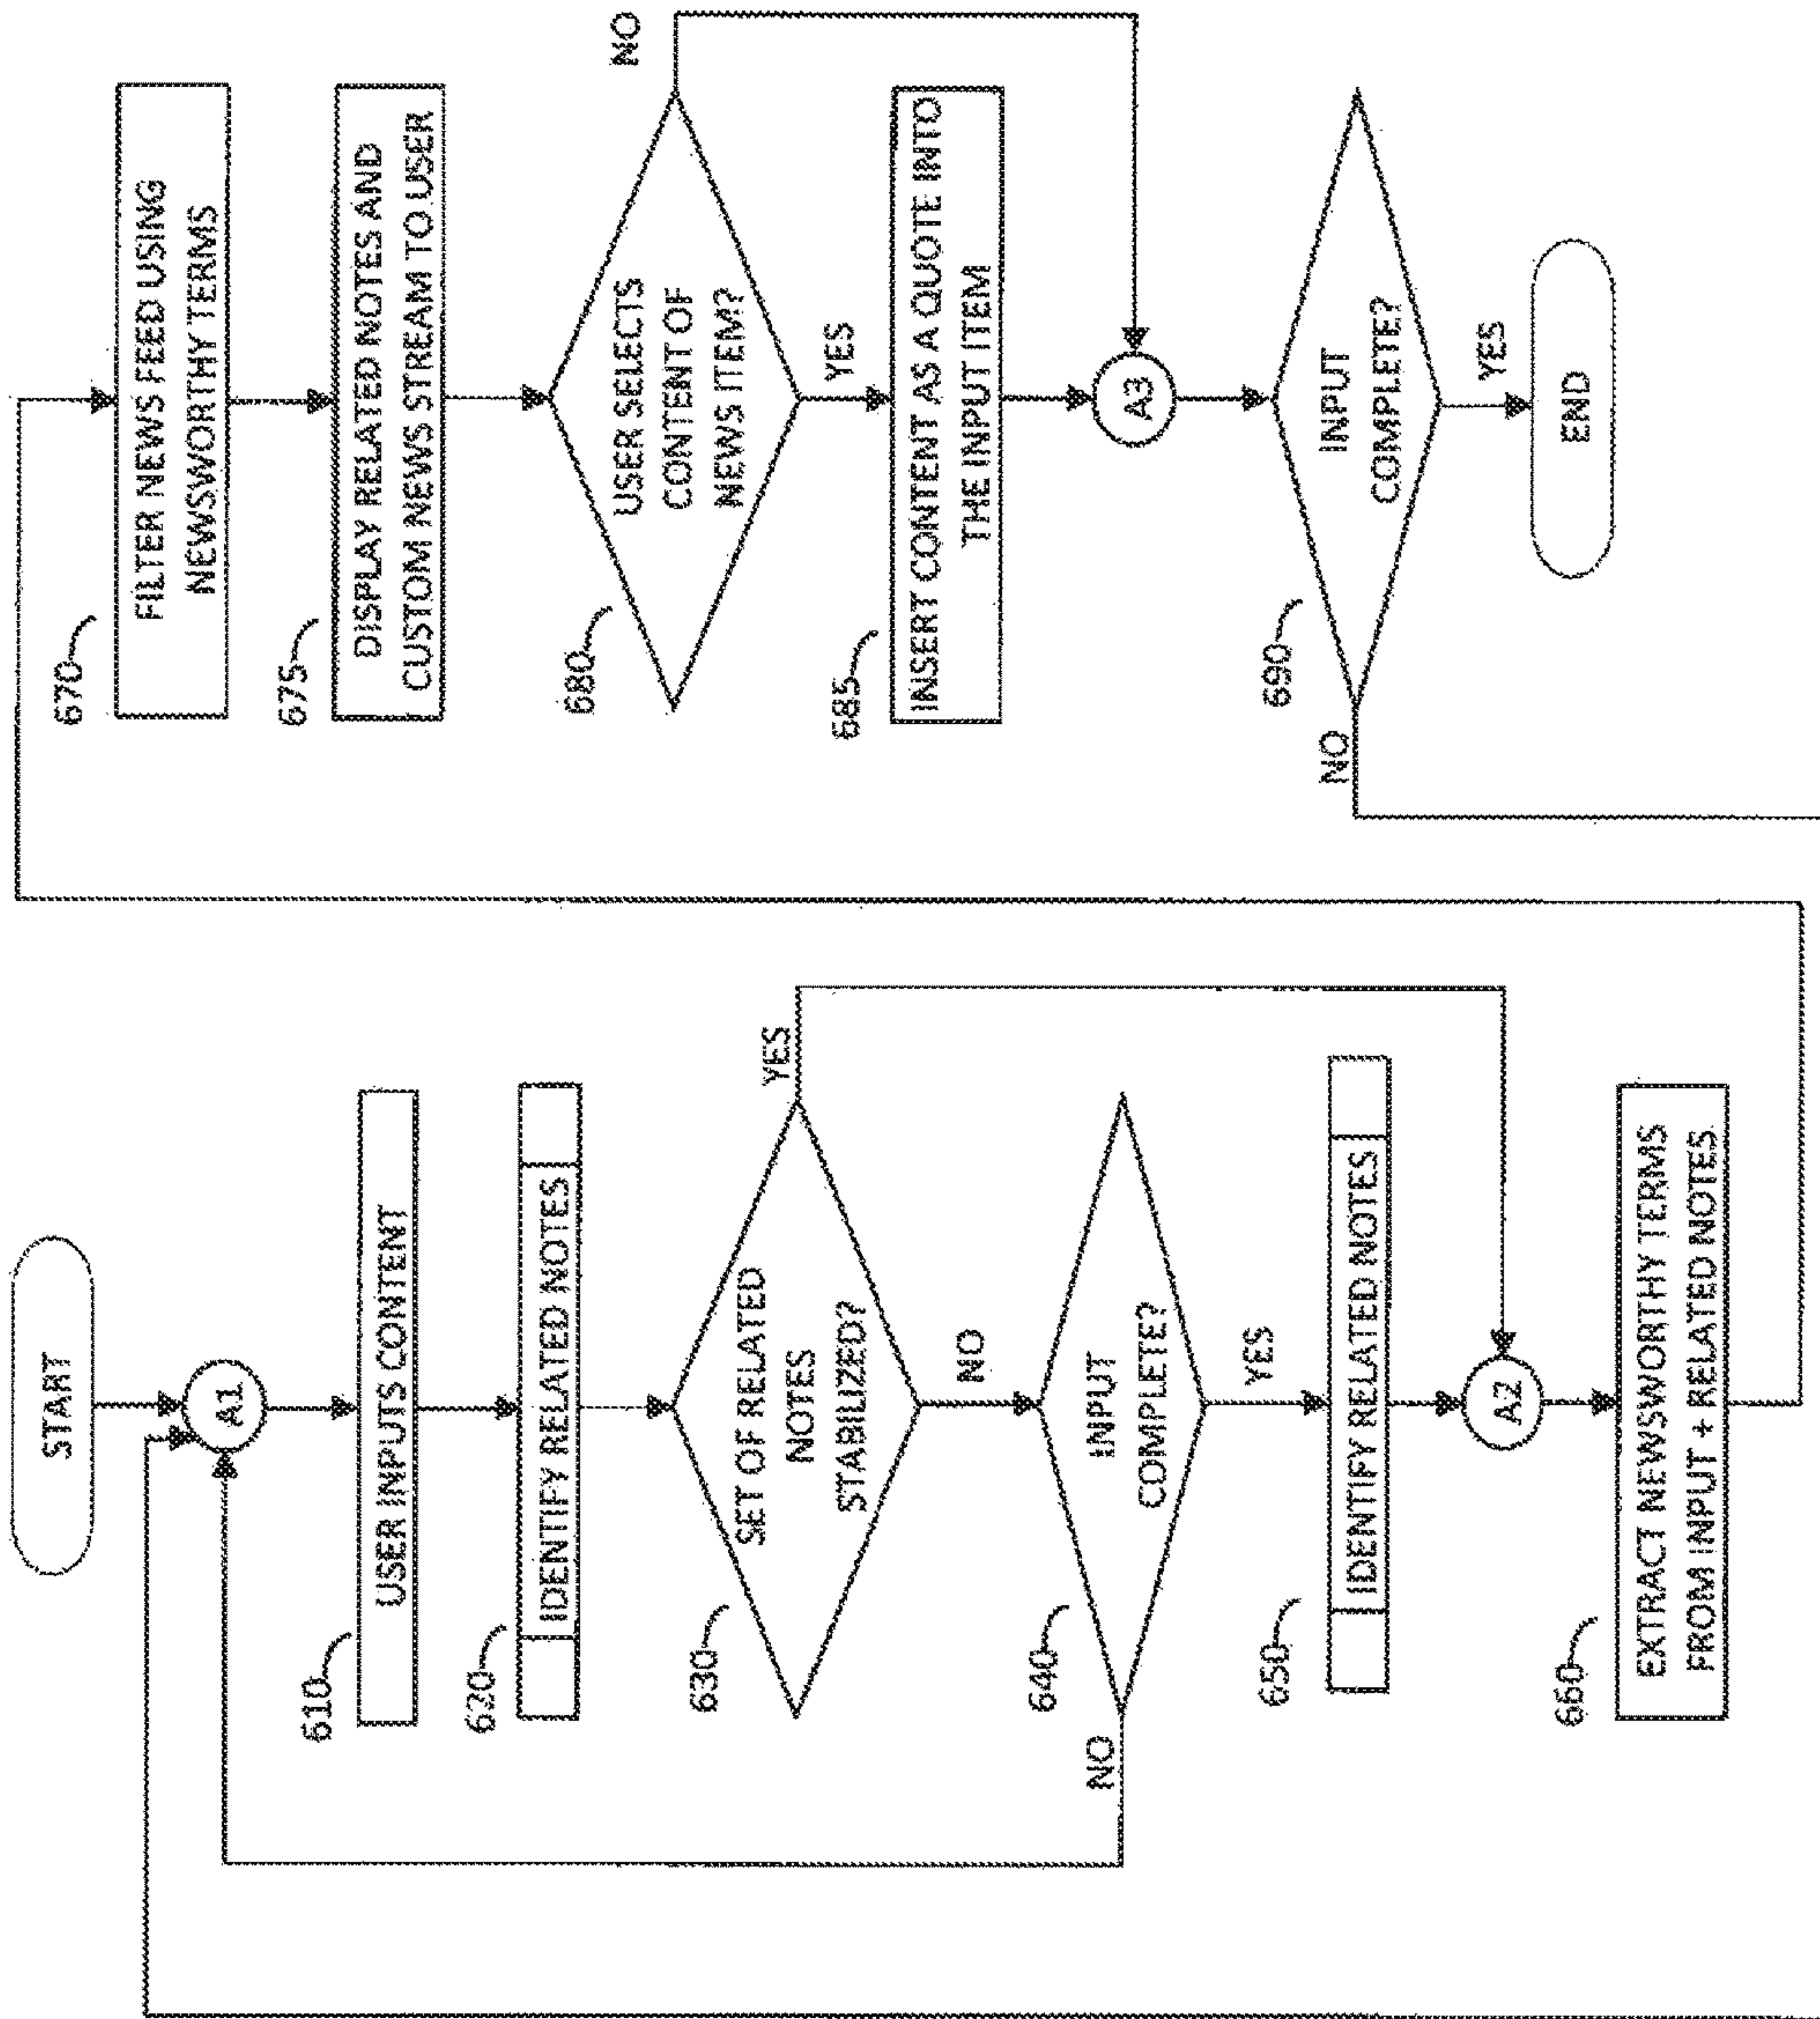 START
A1
610
USER INPUTS CONTENT
620
IDENTIFY RELATED NOTES
630
SET OF RELATED
NOTES
STABILIZED?
YES
NO
640
INPUT
COMPLETE?
NO
YES
650
IDENTIFY RELATED NOTES
A2
660
EXTRACT NEWSWORTHY TERMS
FROM INPUT + RELATED NOTES
670
FILTER NEWS FEED USING
NEWSWORTHY TERMS
675
DISPLAY RELATED NOTES AND
CUSTOM NEWS STREAM TO USER
680
USER SELECTS
CONTENT OF
NEWS ITEM?
NO
YES
685
INSERT CONTENT AS A QUOTE INTO
THE INPUT ITEM
A3
690
INPUT
COMPLETE?
NO
YES
END